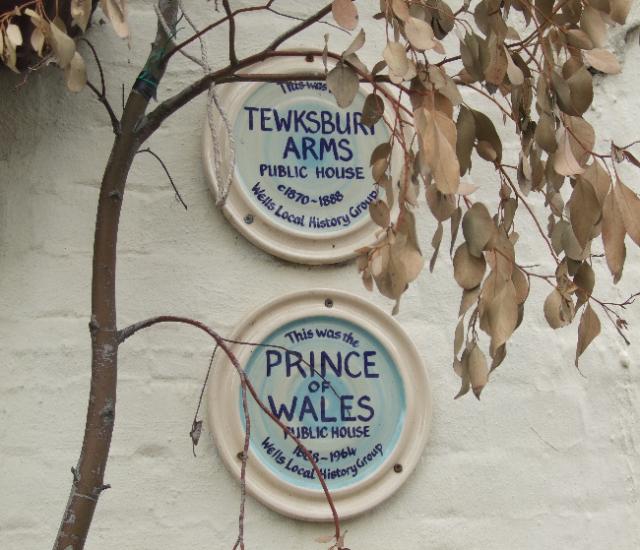 This was
TEWKSBURY
ARMS
PUBLIC HOUSE
c1870~1888
Wells Local History Group
This was the
PRINCE
OF
WALES
PUBLIC HOUSE
1888~1964
Wells Local History Group